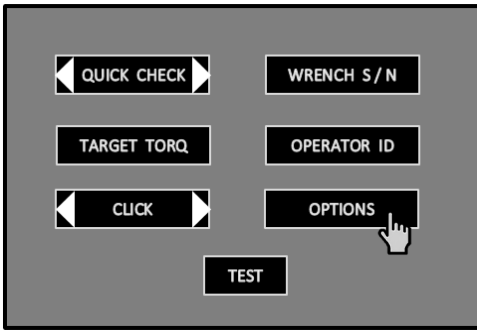 QUICK CHECK
WRENCH S/N
TARGET TORQ
OPERATOR ID
CLICK
OPTIONS
TEST